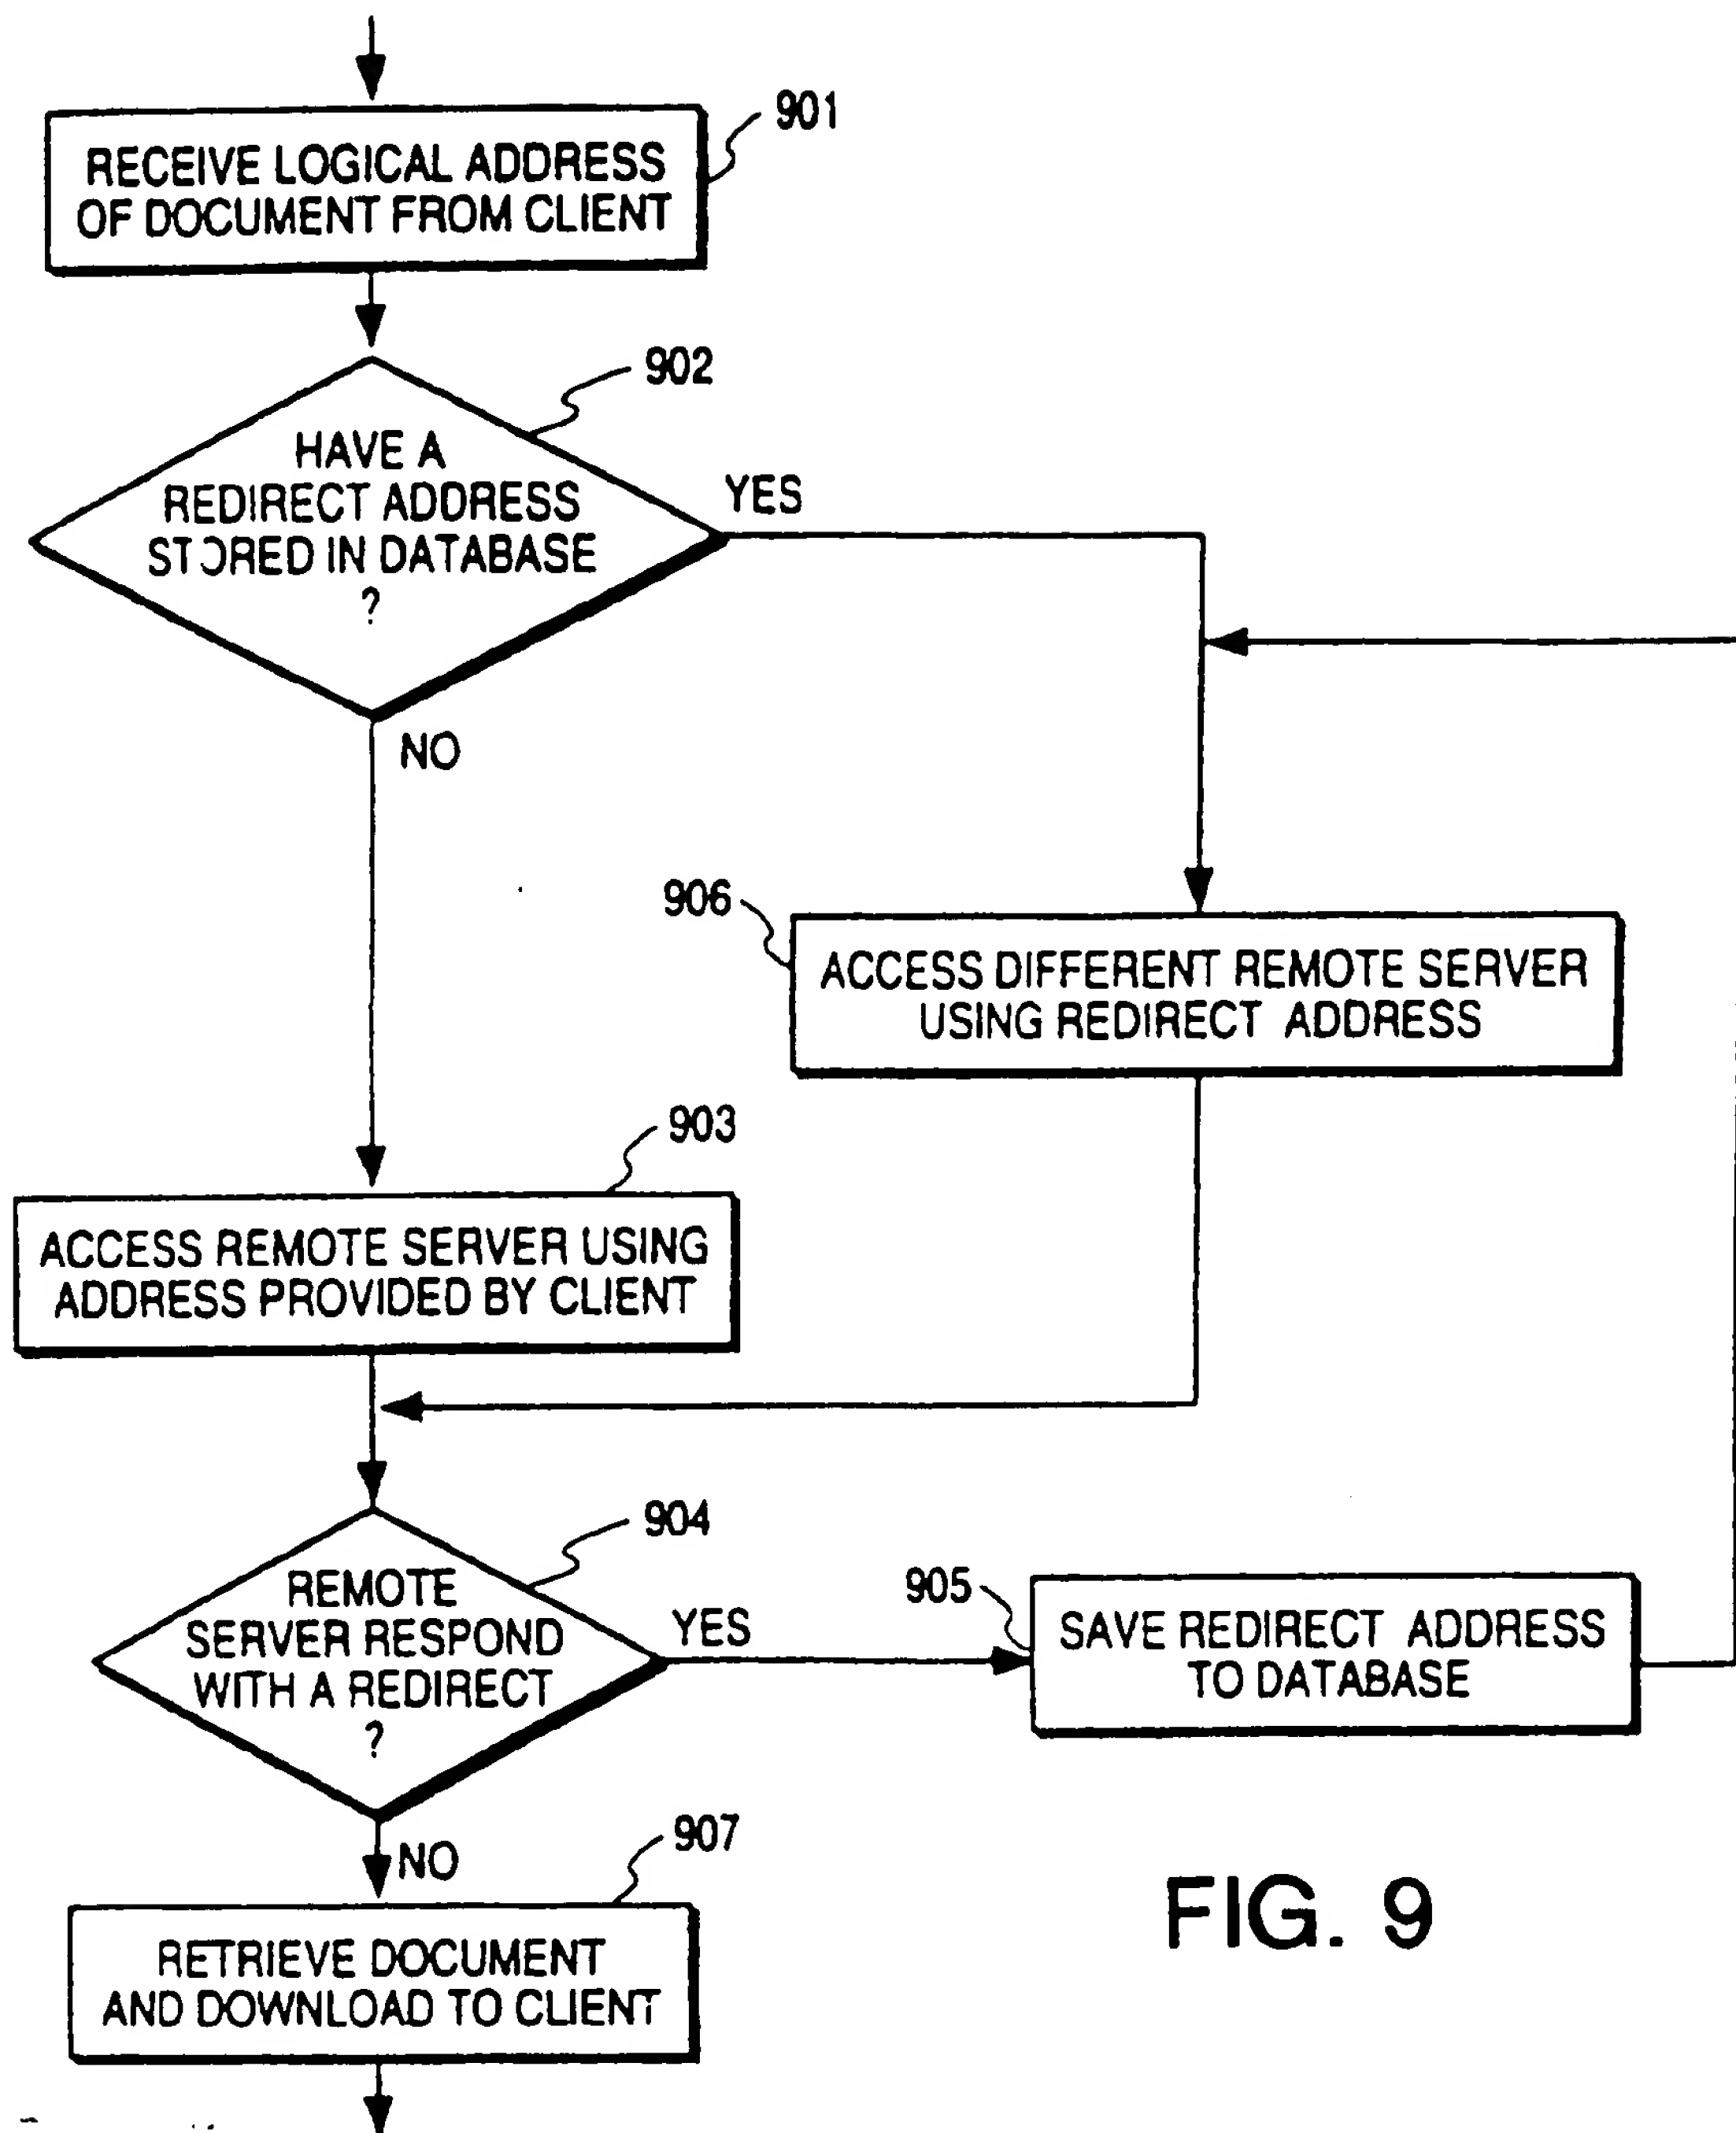 901
RECEIVE LOGICAL ADDRESS
OF DOCUMENT FROM CLIENT
902
HAVE A
REDIRECT ADDRESS
STORED IN DATABASE
?
YES
NO
906
ACCESS DIFFERENT REMOTE SERVER
USING REDIRECT ADDRESS
903
ACCESS REMOTE SERVER USING
ADDRESS PROVIDED BY CLIENT
904
REMOTE
SERVER RESPOND
WITH A REDIRECT
?
YES
905
SAVE REDIRECT ADDRESS
TO DATABASE
NO
907
RETRIEVE DOCUMENT
AND DOWNLOAD TO CLIENT
FIG. 9